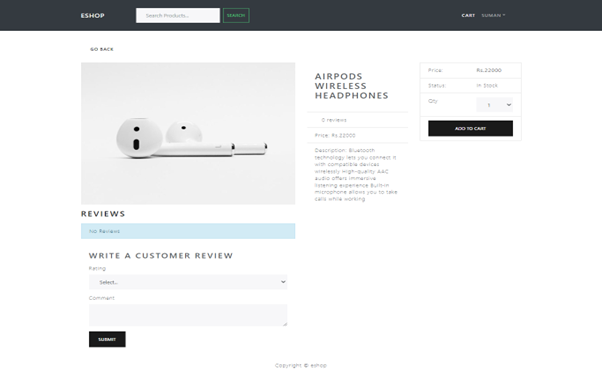 ESHOP
Search Products...
SEARCH
CART
SUMAN
GO BACK
AIRPODS
WIRELESS
HEADPHONES
0 reviews
Price: Rs.22000
Description: Bluetooth
technology lets you connect it
with compatible devices
wirelessly High-quality AAC
audio offers immersive
listening experience Built-in
microphone allows you to take
calls while working
Price: Rs.22000
Status: In Stock
Qty 1
ADD TO CART
REVIEWS
No Reviews
WRITE A CUSTOMER REVIEW
Rating
Select...
Comment
SUBMIT
Copyright © eshop